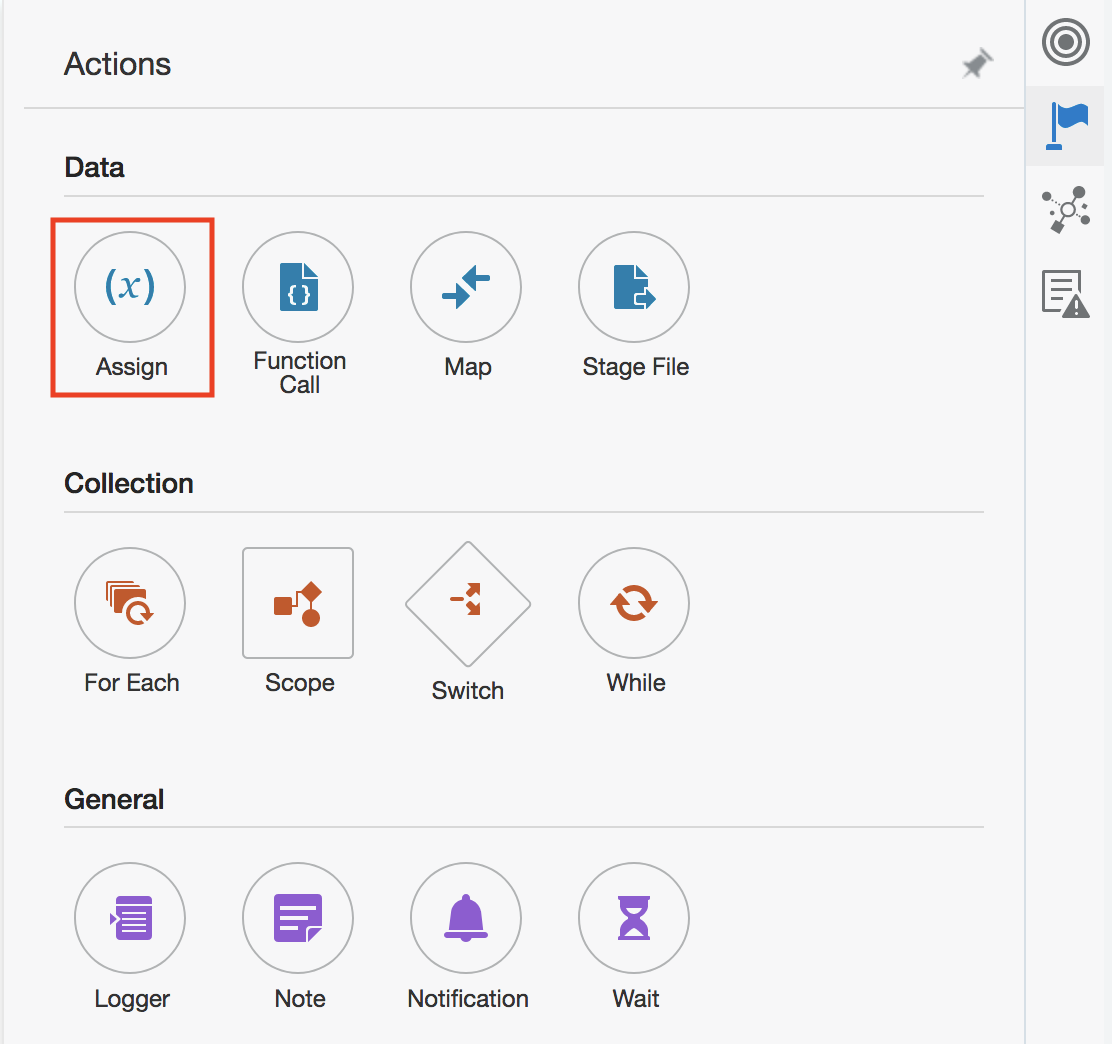 Actions
Data
(x)
Assign
Function
Call
Map
Stage File
Collection
For Each
Scope
Switch
While
General
Logger
Note
Notification
Wait